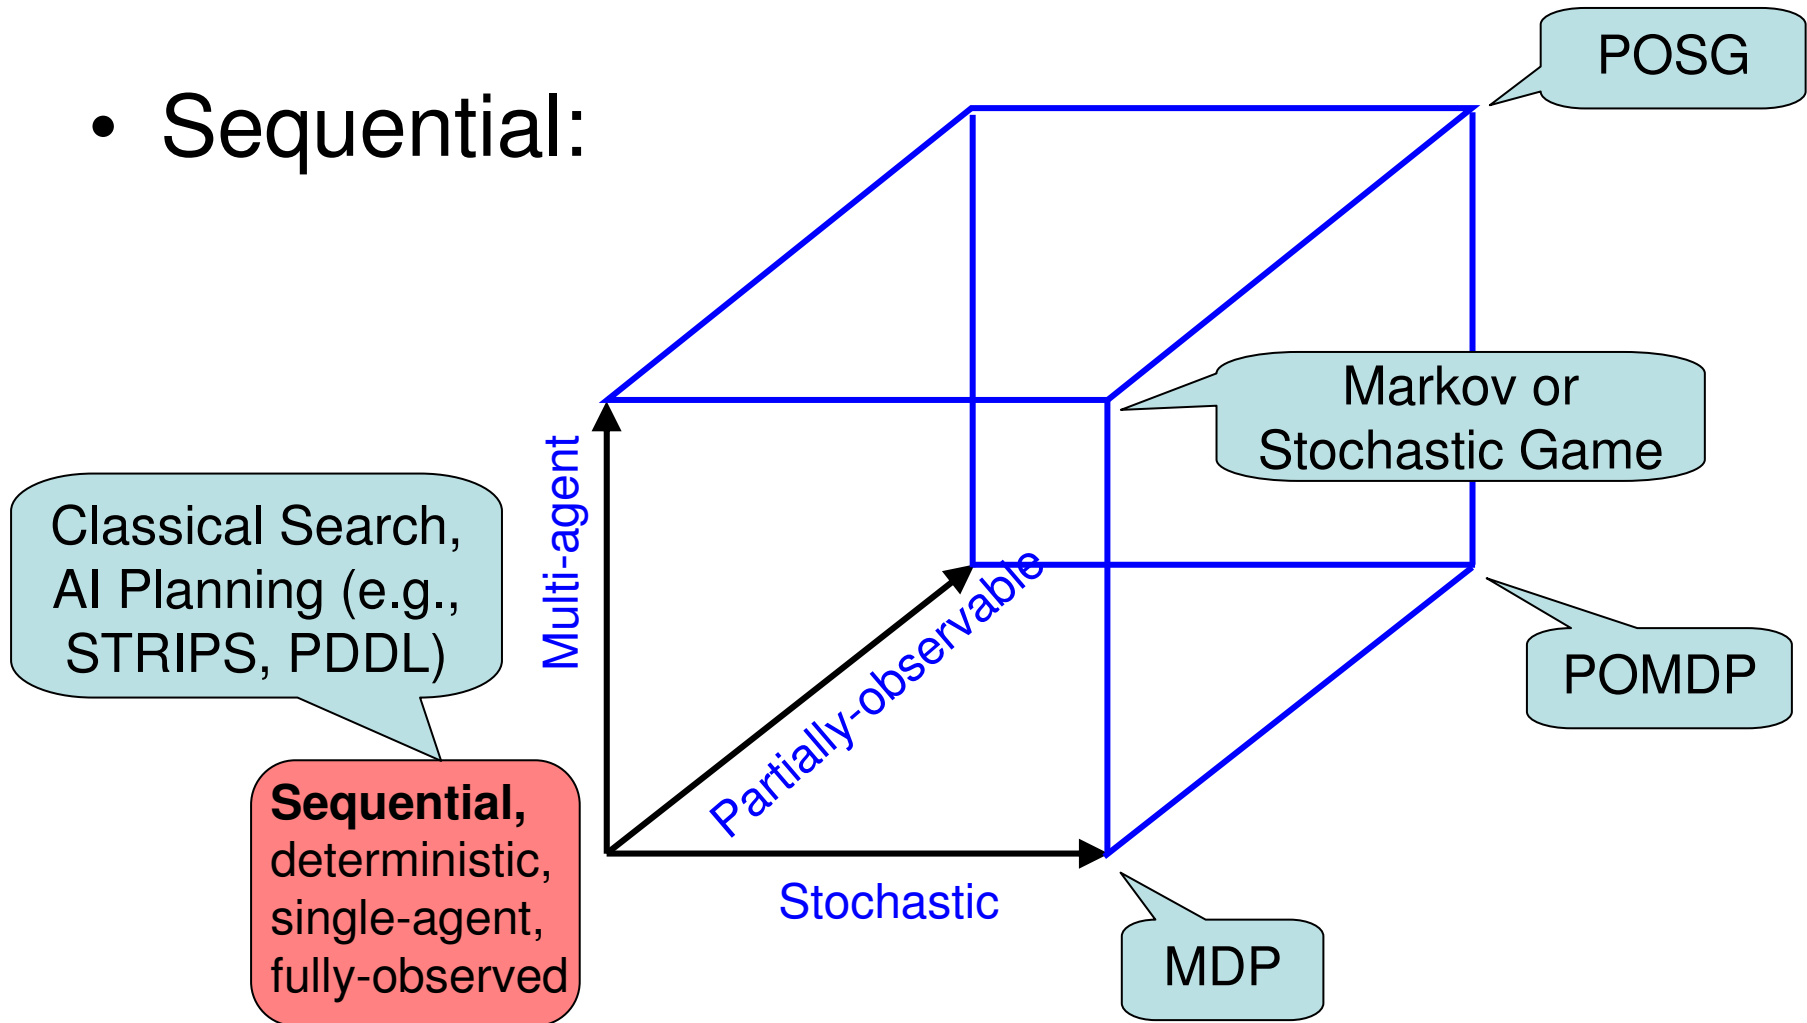 • Sequential:
POSG
Markov or
Stochastic Game
Multi-agent
Classical Search,
AI Planning (e.g.,
STRIPS, PDDL)
Partially-observable
POMDP
Sequential,
deterministic,
single-agent,
fully-observed
Stochastic
MDP